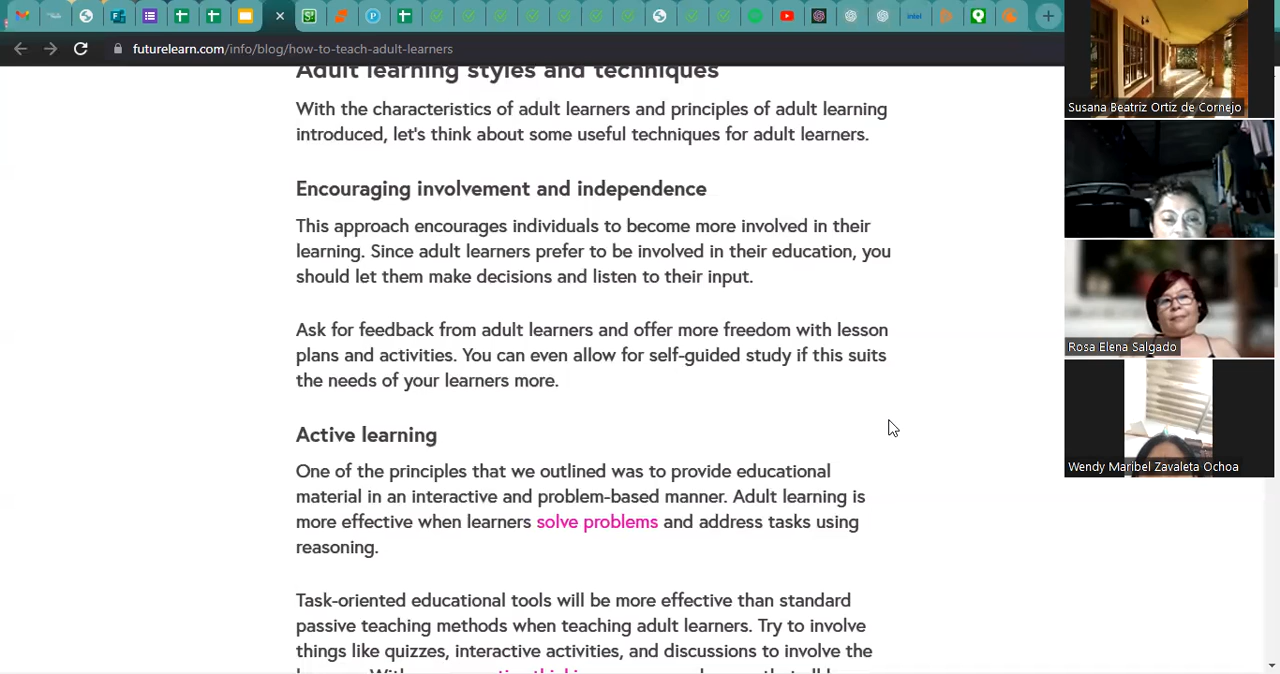 futurelearn.com/info/blog/how-to-teach-adult-learners
Adult learning styles and techniques
With the characteristics of adult learners and principles of adult learning
introduced, let's think about some useful techniques for adult learners.
Encouraging involvement and independence
This approach encourages individuals to become more involved in their
learning. Since adult learners prefer to be involved in their education, you
should let them make decisions and listen to their input.
Ask for feedback from adult learners and offer more freedom with lesson
plans and activities. You can even allow for self-guided study if this suits
the needs of your learners more.
Active learning
One of the principles that we outlined was to provide educational
material in an interactive and problem-based manner. Adult learning is
more effective when learners solve problems and address tasks using
reasoning.
Task-oriented educational tools will be more effective than standard
passive teaching methods when teaching adult learners. Try to involve
things like quizzes, interactive activities, and discussions to involve the
Susana Beatriz Ortiz de Cornejo
Rosa Elena Salgado
Wendy Maribel Zavaleta Ochoa